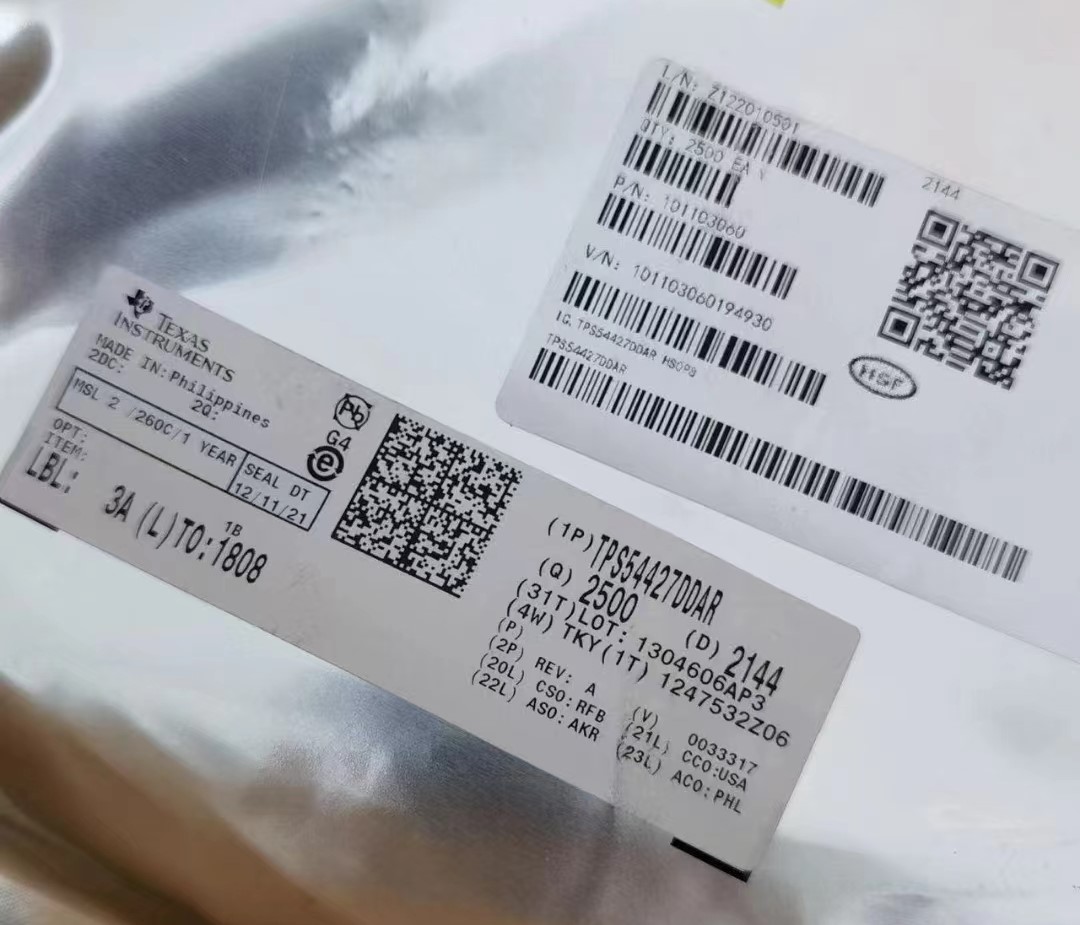 I/N: Z122010501
QTY: 2500 EA
P/N: 101103060
V/N: 101103060194930
IC. TPS54427DDAR HSOP8
TPS54427DDAR
2144
HSF
TEXAS
INSTRUMENTS
MADE IN: Philippines
2DC: 2Q:
MSL 2 /260C/1 YEAR
SEAL DT
12/11/21
OPT:
ITEM:
LBL: 3A (L)TO:1808
1B
Pb
G4
e
(1P) TPS54427DDAR
(Q) 2500 (D) 2144
(31T)LOT: 1304606AP3
(4W) TKY(1T) 1247532Z06
(P)
(2P) REV: A (V) 0033317
(20L) CSO:RFB (21L) CCO:USA
(22L) ASO:AKR (23L) ACO:PHL